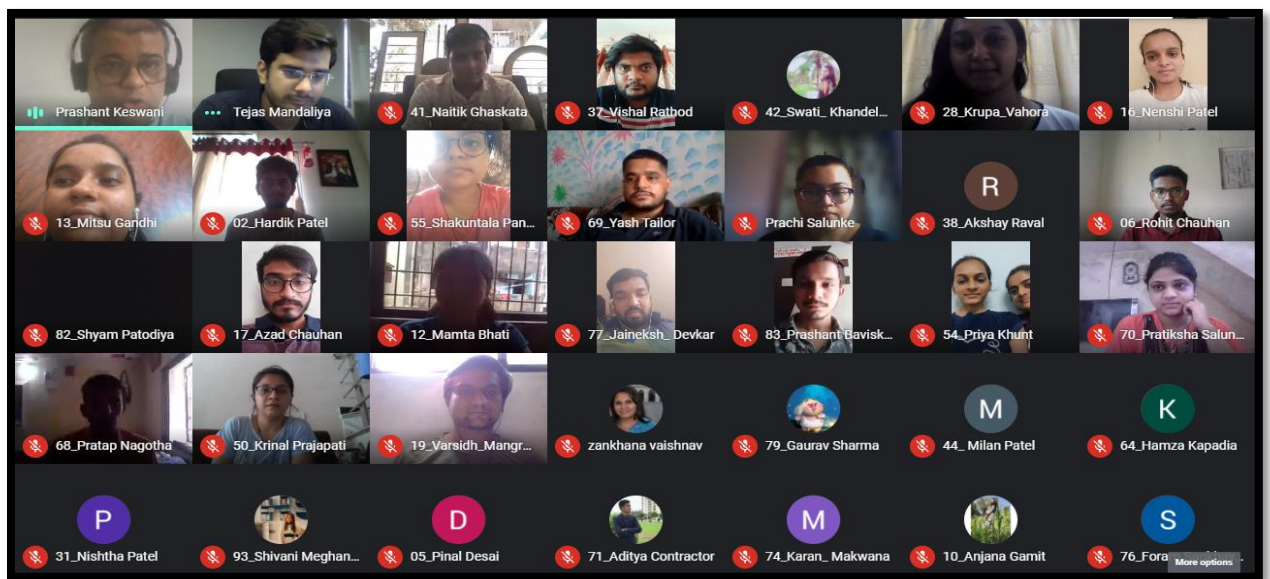 Prashant Keswani
Tejas Mandaliya
41_Naitik Ghaskata
37_Vishal Rathod
42_Swati_ Khandel...
28_Krupa_Vahora
16_Nenshi Patel
13_Mitsu Gandhi
02_Hardik Patel
55_Shakuntala Pan...
69_Yash Tailor
Prachi Salunke
R
38_Akshay Raval
06_Rohit Chauhan
82_Shyam Patodiya
17_Azad Chauhan
12_Mamta Bhati
77_Jaineksh_ Devkar
83_Prashant Bavisk...
54_Priya Khunt
70_Pratiksha Salun...
68_Pratap Nagotha
50_Krinal Prajapati
19_Varsidh_Mangr...
zankhana vaishnav
79_Gaurav Sharma
M
44_ Milan Patel
K
64_Hamza Kapadia
P
31_Nishtha Patel
93_Shivani Meghan...
D
05_Pinal Desai
71_Aditya Contractor
M
74_Karan_ Makwana
10_Anjana Gamit
S
76_Fora
More options